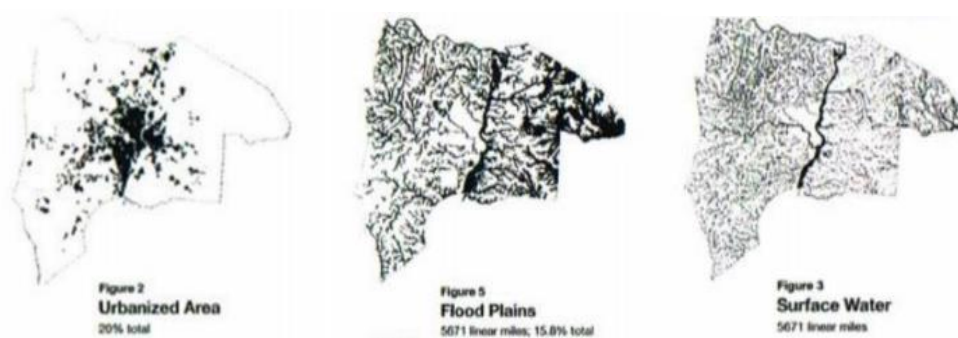 Figure 2
Urbanized Area
20% total
Figure 5
Flood Plains
5671 linear miles; 15.8% total
Figure 3
Surface Water
5671 linear miles